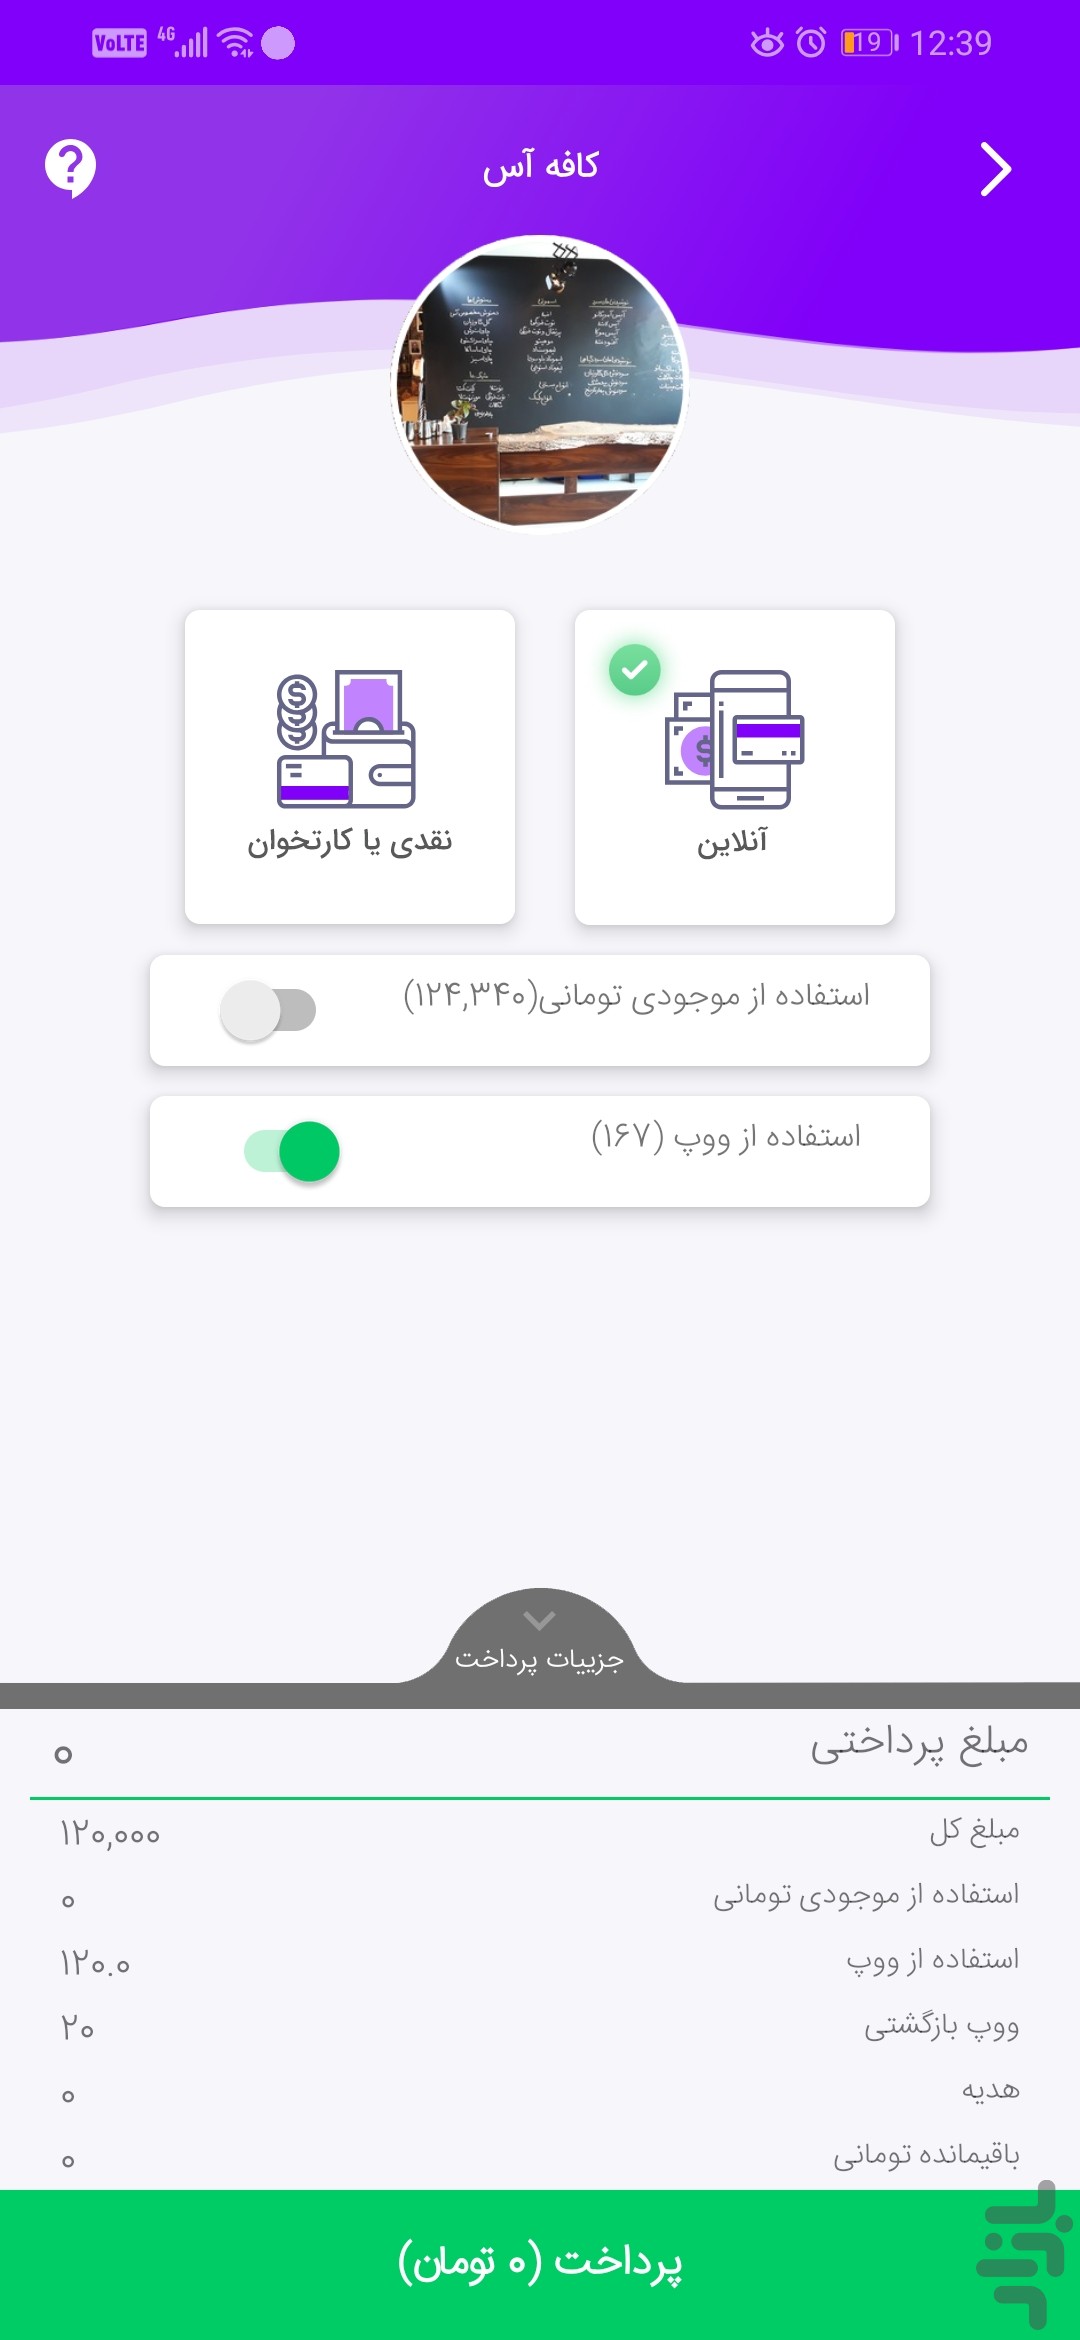 VoLTE 4G 19 12:39
کافه آس
آنلاین
نقدی یا کارتخوان
استفاده از موجودی تومانی(۱۲۴,۳۴۰)
استفاده از ووپ (۱۶۷)
جزییات پرداخت
مبلغ پرداختی ۰
مبلغ کل ۱۲۰,۰۰۰
استفاده از موجودی تومانی ۰
استفاده از ووپ ۱۲۰.۰
ووپ بازگشتی ۲۰
هدیه ۰
باقیمانده تومانی ۰
پرداخت (۰ تومان)
بازار